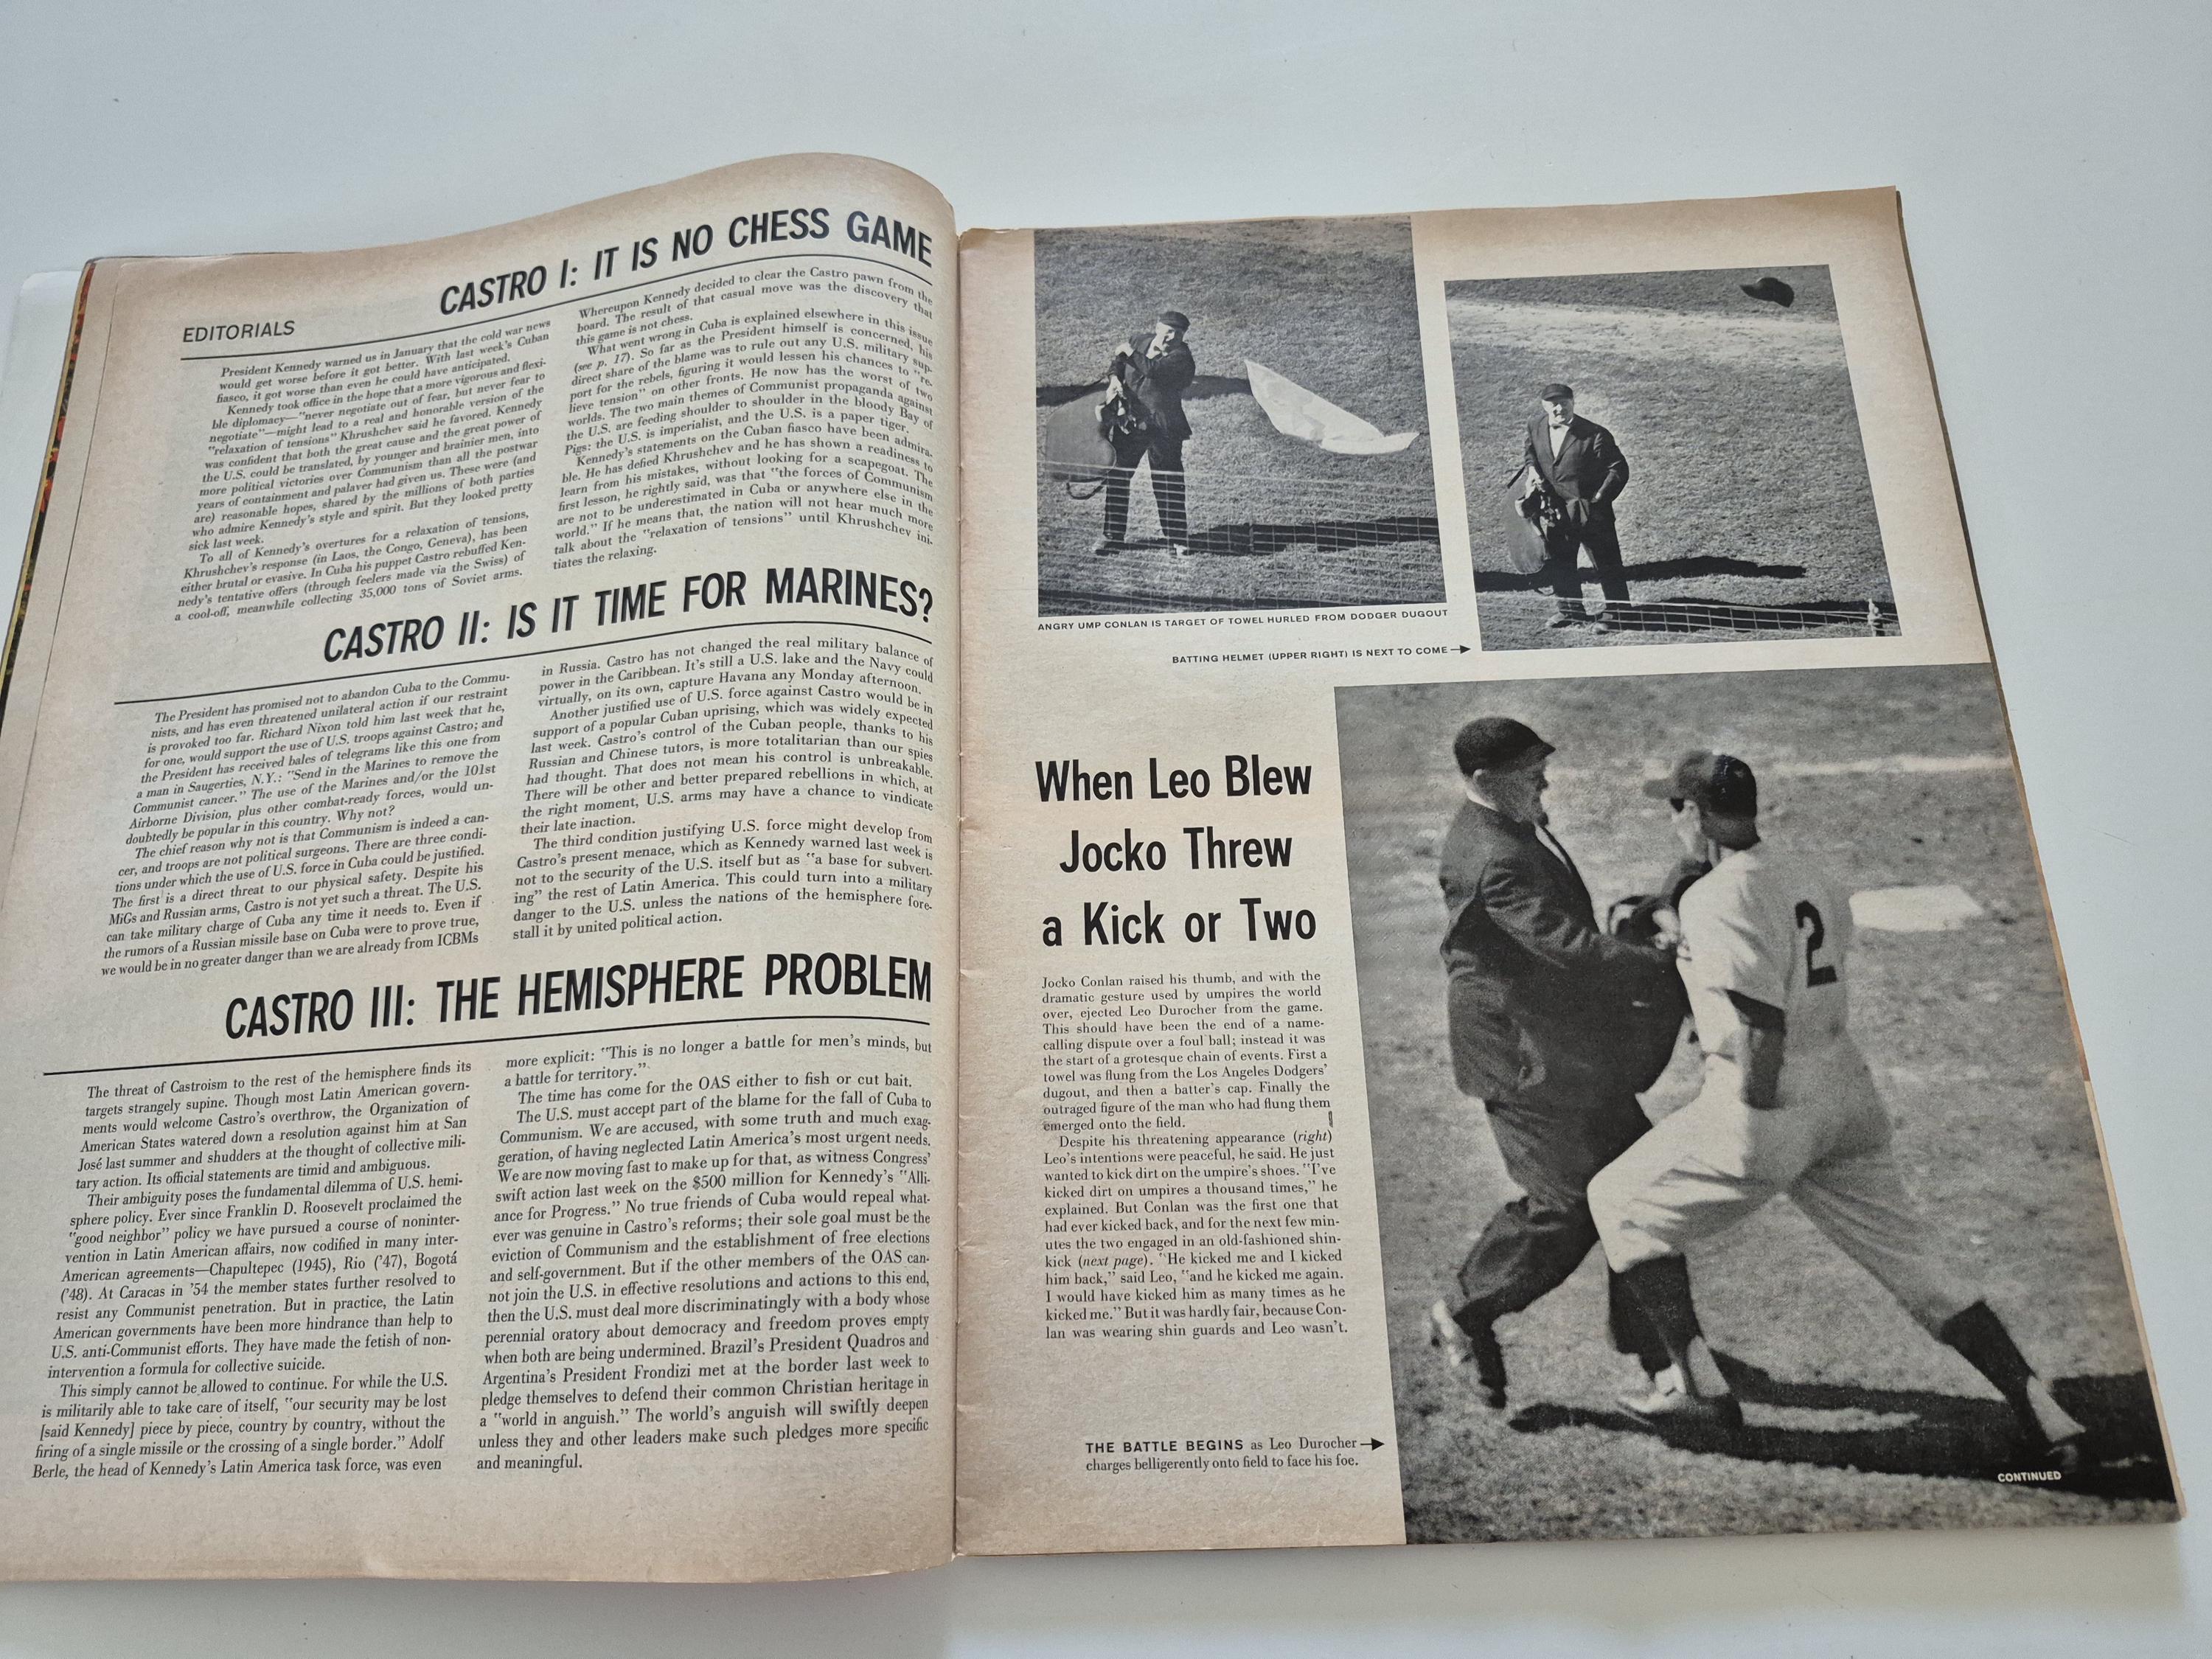 EDITORIALS
CASTRO I: IT IS NO CHESS GAME
President Kennedy warned us in January that the cold war news
would get worse before it got better. With last week's Cuban
fiasco, it got worse than even he could have anticipated.
Kennedy took office in the hope that a more vigorous and flexi-
ble diplomacy—"never negotiate out of fear, but never fear to
negotiate"—might lead to a real and honorable version of the
"relaxation of tensions" Khrushchev said he favored. Kennedy
was confident that both the great cause and the great power of
the U.S. could be translated, by younger and brainier men, into
more political victories over Communism than all the postwar
years of containment and palaver had given us. These were (and
are) reasonable hopes, shared by the millions of both parties
who admire Kennedy's style and spirit. But they looked pretty
sick last week.
To all of Kennedy's overtures for a relaxation of tensions,
Khrushchev's response (in Laos, the Congo, Geneva), has been
either brutal or evasive. In Cuba his puppet Castro rebuffed Ken-
nedy's tentative offers (through feelers made via the Swiss) of
a cool-off, meanwhile collecting 35,000 tons of Soviet arms.
Whereupon Kennedy decided to clear the Castro pawn from the
board. The result of that casual move was the discovery that
this game is not chess.
What went wrong in Cuba is explained elsewhere in this issue
(see p. 17). So far as the President himself is concerned, his
direct share of the blame was to rule out any U.S. military sup-
port for the rebels, figuring it would lessen his chances to "re-
lieve tension" on other fronts. He now has the worst of two
worlds. The two main themes of Communist propaganda against
the U.S. are feeding shoulder to shoulder in the bloody Bay of
Pigs: the U.S. is imperialist, and the U.S. is a paper tiger.
Kennedy's statements on the Cuban fiasco have been admira-
ble. He has defied Khrushchev and he has shown a readiness to
learn from his mistakes, without looking for a scapegoat. The
first lesson, he rightly said, was that "the forces of Communism
are not to be underestimated in Cuba or anywhere else in the
world." If he means that, the nation will not hear much more
talk about the "relaxation of tensions" until Khrushchev ini-
tiates the relaxing.
CASTRO II: IS IT TIME FOR MARINES?
The President has promised not to abandon Cuba to the Commu-
nists, and has even threatened unilateral action if our restraint
is provoked too far. Richard Nixon told him last week that he,
for one, would support the use of U.S. troops against Castro; and
the President has received bales of telegrams like this one from
a man in Saugerties, N.Y.: "Send in the Marines to remove the
Communist cancer." The use of the Marines and/or the 101st
Airborne Division, plus other combat-ready forces, would un-
doubtedly be popular in this country. Why not?
The chief reason why not is that Communism is indeed a can-
cer, and troops are not political surgeons. There are three condi-
tions under which the use of U.S. force in Cuba could be justified.
The first is a direct threat to our physical safety. Despite his
MiGs and Russian arms, Castro is not yet such a threat. The U.S.
can take military charge of Cuba any time it needs to. Even if
the rumors of a Russian missile base on Cuba were to prove true,
we would be in no greater danger than we are already from ICBMs
in Russia. Castro has not changed the real military balance of
power in the Caribbean. It's still a U.S. lake and the Navy could
virtually, on its own, capture Havana any Monday afternoon.
Another justified use of U.S. force against Castro would be in
support of a popular Cuban uprising, which was widely expected
last week. Castro's control of the Cuban people, thanks to his
Russian and Chinese tutors, is more totalitarian than our spies
had thought. That does not mean his control is unbreakable.
There will be other and better prepared rebellions in which, at
the right moment, U.S. arms may have a chance to vindicate
their late inaction.
The third condition justifying U.S. force might develop from
Castro's present menace, which as Kennedy warned last week is
not to the security of the U.S. itself but as "a base for subvert-
ing" the rest of Latin America. This could turn into a military
danger to the U.S. unless the nations of the hemisphere fore-
stall it by united political action.
CASTRO III: THE HEMISPHERE PROBLEM
The threat of Castroism to the rest of the hemisphere finds its
targets strangely supine. Though most Latin American govern-
ments would welcome Castro's overthrow, the Organization of
American States watered down a resolution against him at San
José last summer and shudders at the thought of collective mili-
tary action. Its official statements are timid and ambiguous.
Their ambiguity poses the fundamental dilemma of U.S. hemi-
sphere policy. Ever since Franklin D. Roosevelt proclaimed the
"good neighbor" policy we have pursued a course of noninter-
vention in Latin American affairs, now codified in many inter-
American agreements—Chapultepec (1945), Rio ('47), Bogotá
('48). At Caracas in '54 the member states further resolved to
resist any Communist penetration. But in practice, the Latin
American governments have been more hindrance than help to
U.S. anti-Communist efforts. They have made the fetish of non-
intervention a formula for collective suicide.
This simply cannot be allowed to continue. For while the U.S.
is militarily able to take care of itself, "our security may be lost
[said Kennedy] piece by piece, country by country, without the
firing of a single missile or the crossing of a single border." Adolf
Berle, the head of Kennedy's Latin America task force, was even
more explicit: "This is no longer a battle for men's minds, but
a battle for territory."
The time has come for the OAS either to fish or cut bait.
The U.S. must accept part of the blame for the fall of Cuba to
Communism. We are accused, with some truth and much exag-
geration, of having neglected Latin America's most urgent needs.
We are now moving fast to make up for that, as witness Congress'
swift action last week on the $500 million for Kennedy's "Alli-
ance for Progress." No true friends of Cuba would repeal what-
ever was genuine in Castro's reforms; their sole goal must be the
eviction of Communism and the establishment of free elections
and self-government. But if the other members of the OAS can-
not join the U.S. in effective resolutions and actions to this end,
then the U.S. must deal more discriminatingly with a body whose
perennial oratory about democracy and freedom proves empty
when both are being undermined. Brazil's President Quadros and
Argentina's President Frondizi met at the border last week to
pledge themselves to defend their common Christian heritage in
a "world in anguish." The world's anguish will swiftly deepen
unless they and other leaders make such pledges more specific
and meaningful.
ANGRY UMP CONLAN IS TARGET OF TOWEL HURLED FROM DODGER DUGOUT
BATTING HELMET (UPPER RIGHT) IS NEXT TO COME
When Leo Blew
Jocko Threw
a Kick or Two
Jocko Conlan raised his thumb, and with the
dramatic gesture used by umpires the world
over, ejected Leo Durocher from the game.
This should have been the end of a name-
calling dispute over a foul ball; instead it was
the start of a grotesque chain of events. First a
towel was flung from the Los Angeles Dodgers'
dugout, and then a batter's cap. Finally the
outraged figure of the man who had flung them
emerged onto the field.
Despite his threatening appearance (right)
Leo's intentions were peaceful, he said. He just
wanted to kick dirt on the umpire's shoes. "I've
kicked dirt on umpires a thousand times," he
explained. But Conlan was the first one that
had ever kicked back, and for the next few min-
utes the two engaged in an old-fashioned shin-
kick (next page). "He kicked me and I kicked
him back," said Leo, "and he kicked me again.
I would have kicked him as many times as he
kicked me." But it was hardly fair, because Con-
lan was wearing shin guards and Leo wasn't.
THE BATTLE BEGINS as Leo Durocher
charges belligerently onto field to face his foe.
2
CONTINUED